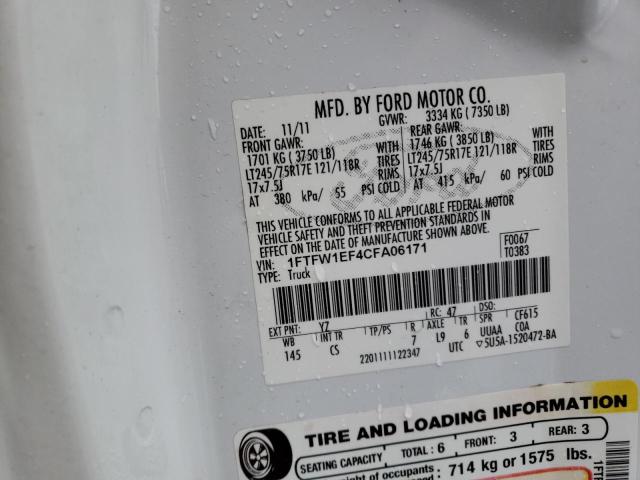 MFD. BY FORD MOTOR CO.
DATE: 11/11 GVWR: 3334 KG ( 7350 LB)
FRONT GAWR: REAR GAWR:
1701 KG ( 3750 LB) WITH 1746 KG ( 3850 LB) WITH
LT245/75R17E 121/118R TIRES LT245/75R17E 121/118R TIRES
17x7.5J RIMS 17x7.5J RIMS
AT 380 kPa/ 55 PSI COLD AT 415 kPa/ 60 PSI COLD
THIS VEHICLE CONFORMS TO ALL APPLICABLE FEDERAL MOTOR
VEHICLE SAFETY AND THEFT PREVENTION STANDARDS IN
EFFECT ON THE DATE OF MANUFACTURE SHOWN ABOVE.
VIN: 1FTFW1EF4CFA06171 F0067
TYPE: Truck T0383
RC: 47 DSO:
EXT PNT: YZ CF615
WB INT TR TP/PS R AXLE TR SPR COA
145 CS 7 L9 6 UUAA
2201111122347 UTC ▽5U5A-1520472-BA
TIRE AND LOADING INFORMATION
SEATING CAPACITY TOTAL: 6 FRONT: 3 REAR: 3
of occupants: 714 kg or 1575 lbs.